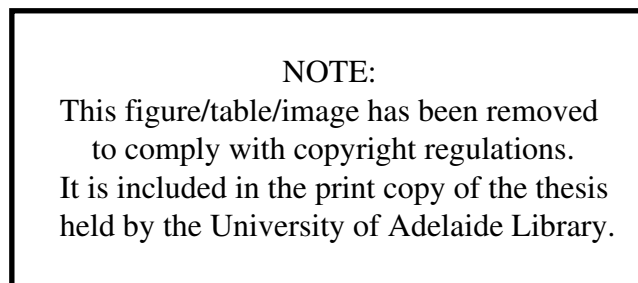 NOTE:
This figure/table/image has been removed
to comply with copyright regulations.
It is included in the print copy of the thesis
held by the University of Adelaide Library.